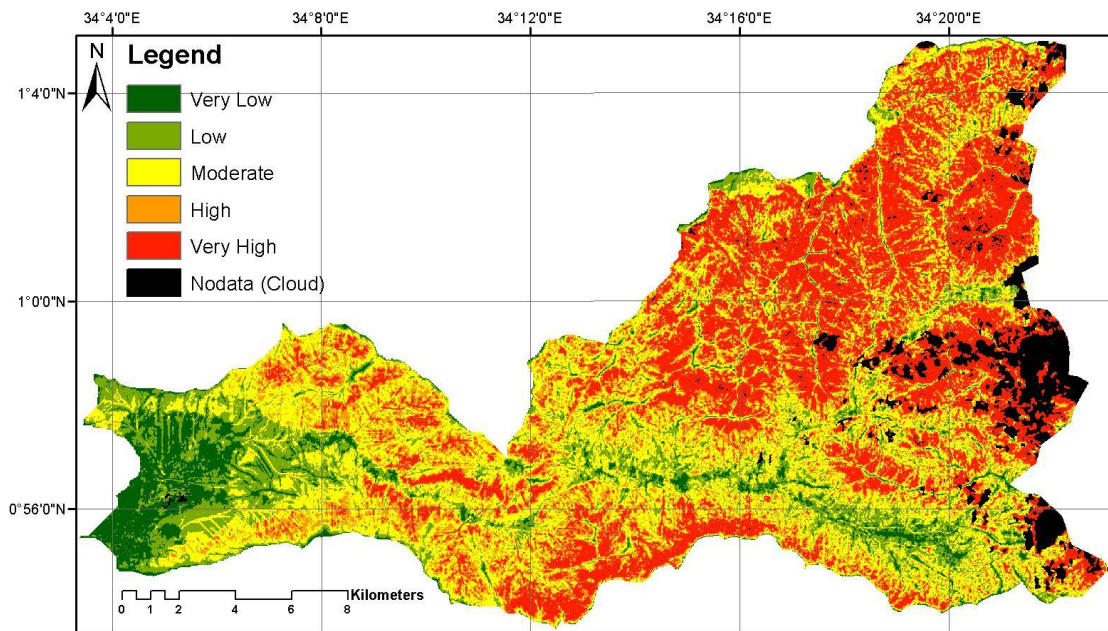 34°4'0"E 34°8'0"E 34°12'0"E 34°16'0"E 34°20'0"E
N
Legend
1°4'0"N
Very Low
Low
Moderate
High
Very High
Nodata (Cloud)
1°0'0"N
0°56'0"N
Kilometers
0 1 2 4 6 8